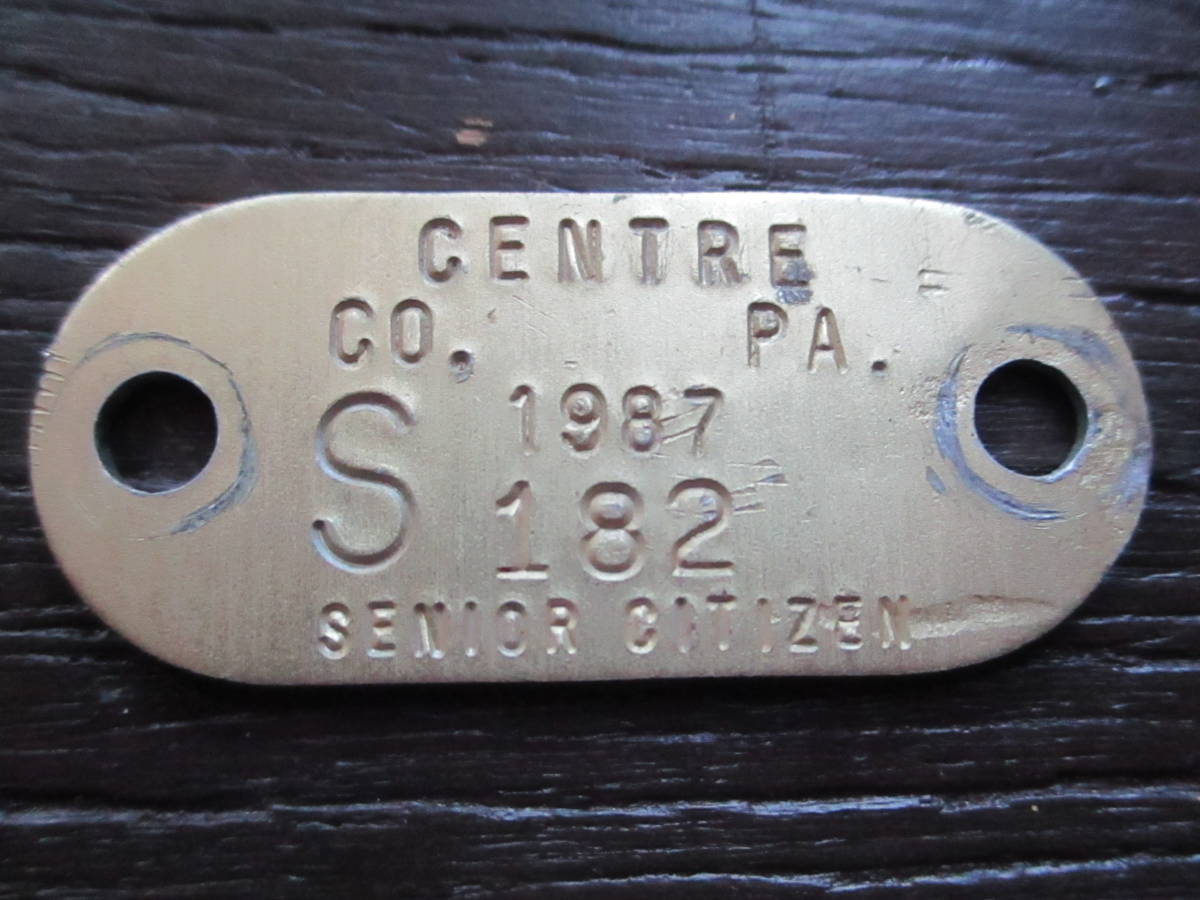 CENTRE
CO. PA.
1987
S 182
SENIOR CITIZEN